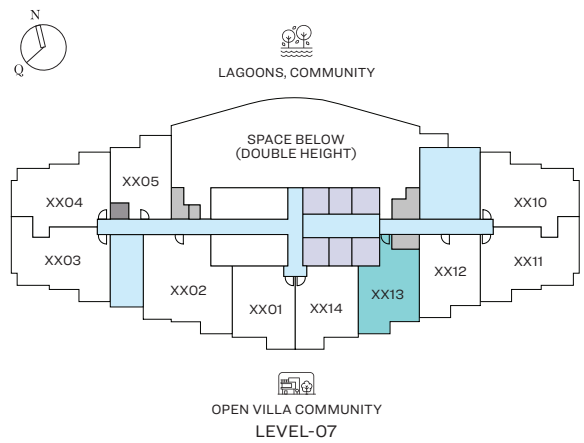 N
Q
LAGOONS, COMMUNITY
SPACE BELOW
(DOUBLE HEIGHT)
XX05
XX04
XX10
XX03
XX02
XX12
XX11
XX01
XX14
XX13
OPEN VILLA COMMUNITY
LEVEL-07